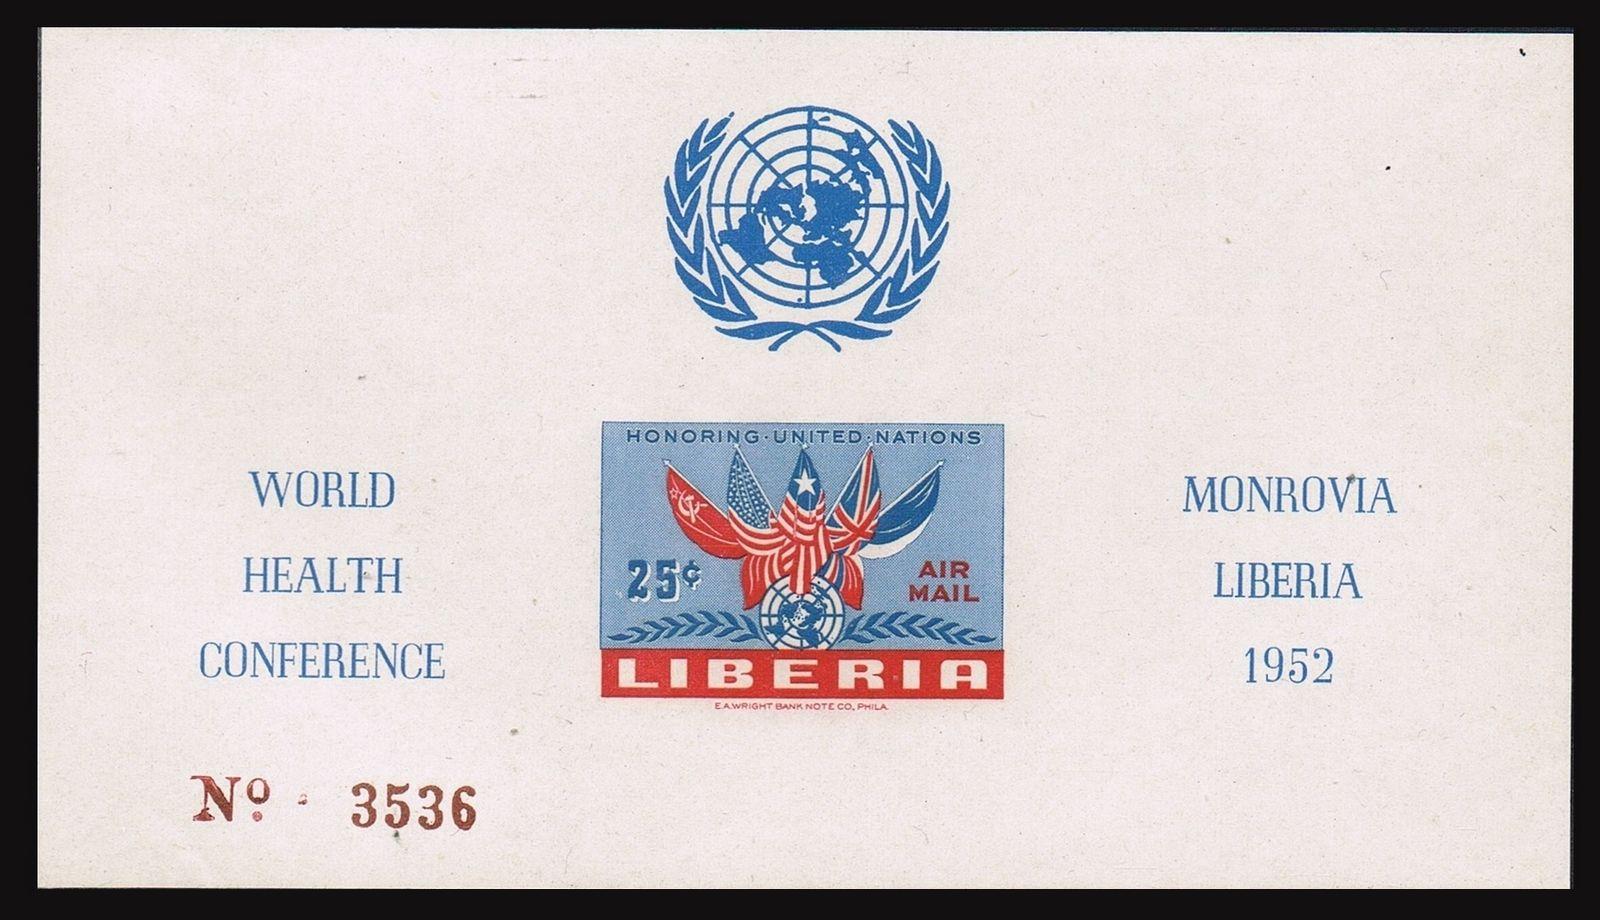 HONORING·UNITED·NATIONS
25¢
AIR
MAIL
LIBERIA
E.A.WRIGHT BANK NOTE CO., PHILA.
WORLD
HEALTH
CONFERENCE
MONROVIA
LIBERIA
1952
Nº · 3536